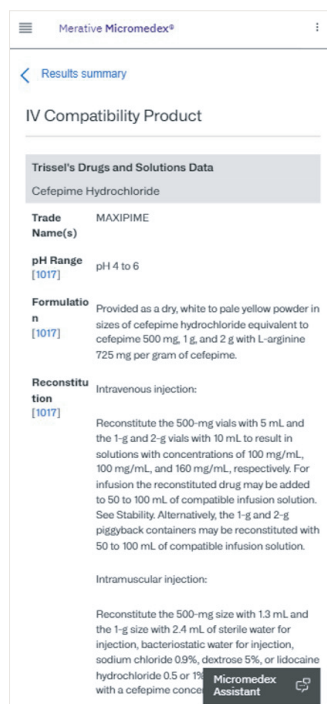 Merative Micromedex®
Results summary
IV Compatibility Product
Trissel's Drugs and Solutions Data
Cefepime Hydrochloride
Trade Name(s)
MAXIPIME
pH Range
[1017]
pH 4 to 6
Formulatio
n
[1017]
Provided as a dry, white to pale yellow powder in
sizes of cefepime hydrochloride equivalent to
cefepime 500 mg, 1 g, and 2 g with L-arginine
725 mg per gram of cefepime.
Reconstitu
tion
[1017]
Intravenous injection:
Reconstitute the 500-mg vials with 5 mL and
the 1-g and 2-g vials with 10 mL to result in
solutions with concentrations of 100 mg/mL,
100 mg/mL, and 160 mg/mL, respectively. For
infusion the reconstituted drug may be added
to 50 to 100 mL of compatible infusion solution.
See Stability. Alternatively, the 1-g and 2-g
piggyback containers may be reconstituted with
50 to 100 mL of compatible infusion solution.
Intramuscular injection:
Reconstitute the 500-mg size with 1.3 mL and
the 1-g size with 2.4 mL of sterile water for
injection, bacteriostatic water for injection,
sodium chloride 0.9%, dextrose 5%, or lidocaine
hydrochloride 0.5 or 1%
with a cefepime
Micromedex
Assistant